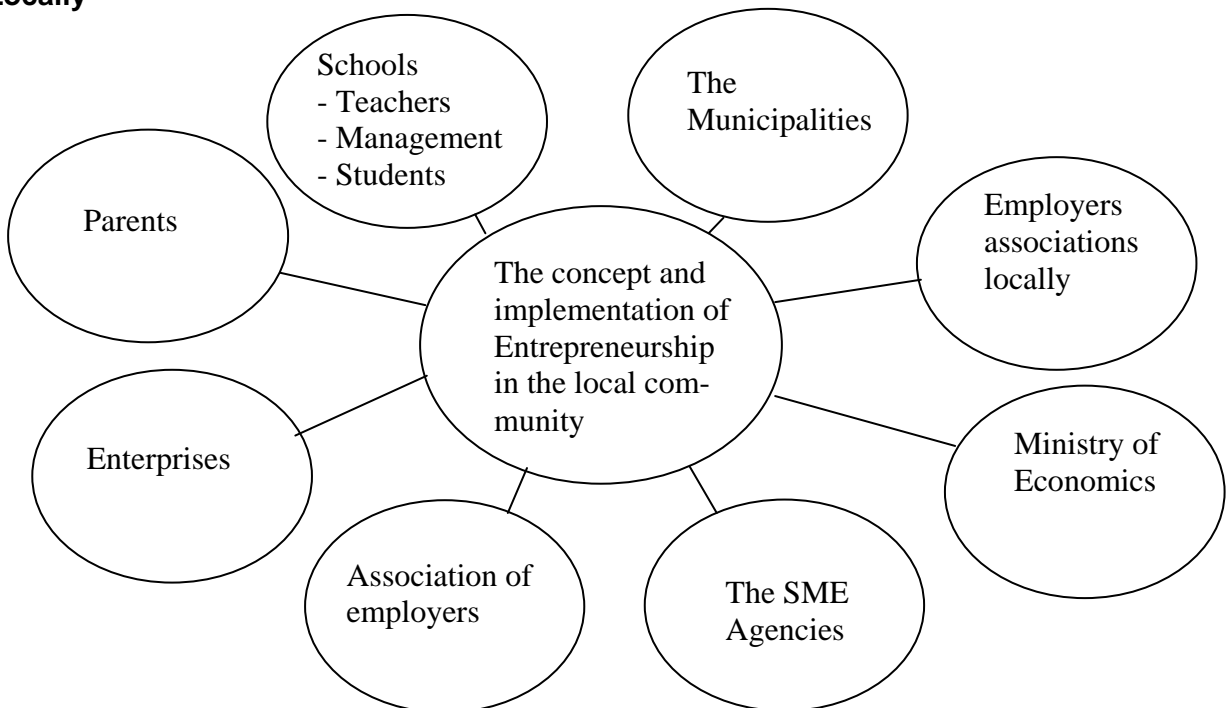 Locally
Schools
- Teachers
- Management
- Students
The
Municipalities
Parents
Employers
associations
locally
The concept and
implementation of
Entrepreneurship
in the local com-
munity
Enterprises
Ministry of
Economics
Association of
employers
The SME
Agencies